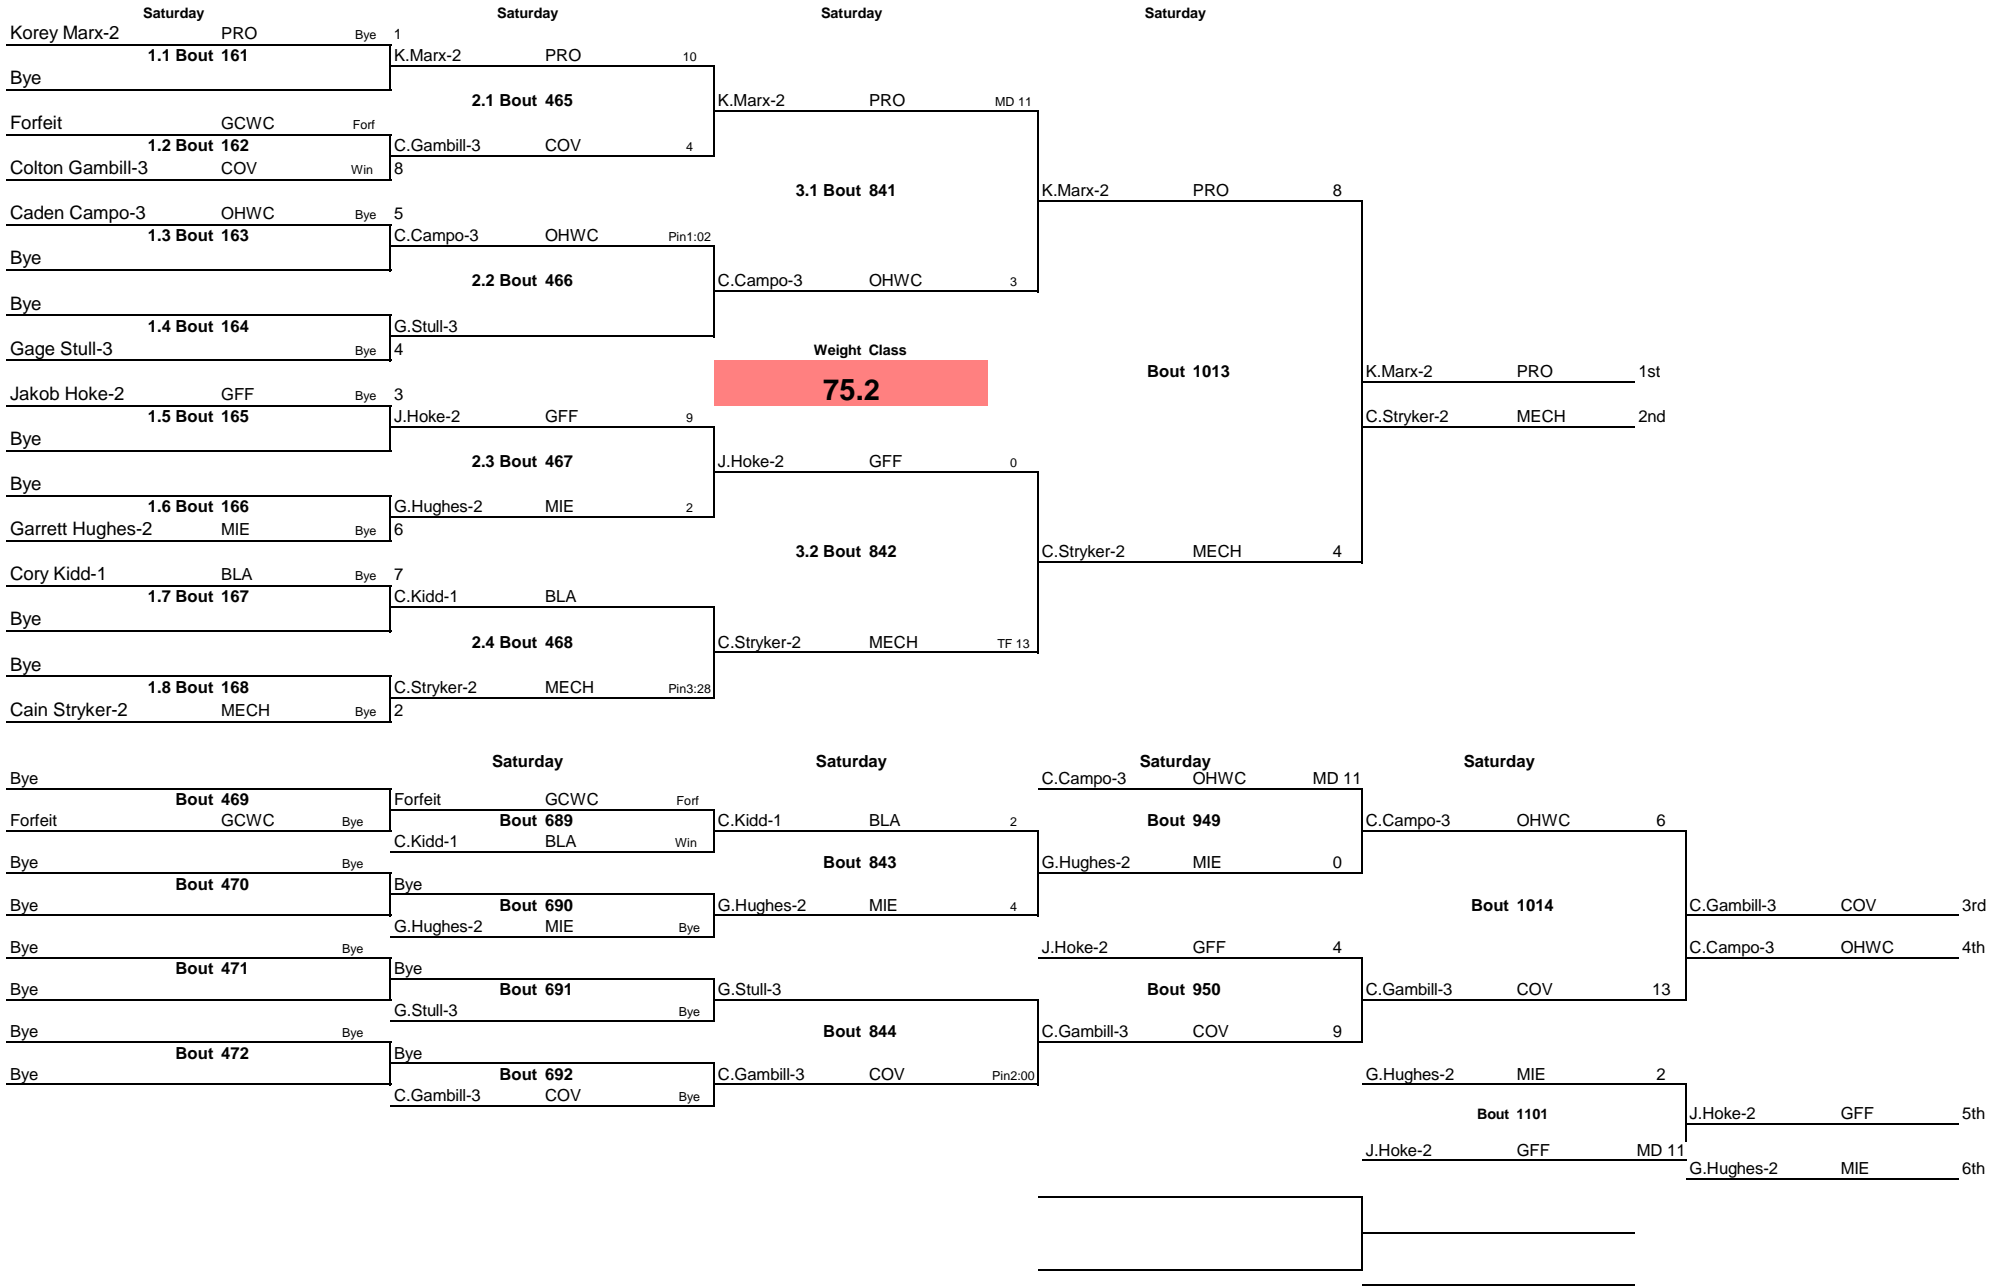 Saturday Saturday Saturday Saturday
Korey Marx-2 PRO Bye 1
1.1 Bout 161 K.Marx-2 PRO 10
Bye
2.1 Bout 465 K.Marx-2 PRO MD 11
Forfeit GCWC Forf
1.2 Bout 162 C.Gambill-3 COV 4
Colton Gambill-3 COV Win 8
3.1 Bout 841 K.Marx-2 PRO 8
Caden Campo-3 OHWC Bye 5
1.3 Bout 163 C.Campo-3 OHWC Pin1:02
Bye
2.2 Bout 466 C.Campo-3 OHWC 3
Bye
1.4 Bout 164 G.Stull-3
Gage Stull-3 Bye 4 Weight Class
Bout 1013 K.Marx-2 PRO 1st
75.2
Jakob Hoke-2 GFF Bye 3
1.5 Bout 165 J.Hoke-2 GFF 9 C.Stryker-2 MECH 2nd
Bye
2.3 Bout 467 J.Hoke-2 GFF 0
Bye
1.6 Bout 166 G.Hughes-2 MIE 2
Garrett Hughes-2 MIE Bye 6
3.2 Bout 842 C.Stryker-2 MECH 4
Cory Kidd-1 BLA Bye 7
1.7 Bout 167 C.Kidd-1 BLA
Bye
2.4 Bout 468 C.Stryker-2 MECH TF 13
Bye
1.8 Bout 168 C.Stryker-2 MECH Pin3:28
Cain Stryker-2 MECH Bye 2
Saturday Saturday Saturday Saturday
Bye C.Campo-3 OHWC MD 11
Bout 469 Forfeit GCWC Forf
Forfeit GCWC Bye Bout 689 C.Kidd-1 BLA 2 Bout 949 C.Campo-3 OHWC 6
C.Kidd-1 BLA Win
Bye Bye Bout 843 G.Hughes-2 MIE 0
Bout 470 Bye
Bye Bout 690 G.Hughes-2 MIE 4 Bout 1014 C.Gambill-3 COV 3rd
G.Hughes-2 MIE Bye
Bye Bye J.Hoke-2 GFF 4 C.Campo-3 OHWC 4th
Bout 471 Bye
Bye Bout 691 G.Stull-3 Bout 950 C.Gambill-3 COV 13
G.Stull-3 Bye
Bye Bye Bout 844 C.Gambill-3 COV 9
Bout 472 Bye
Bye Bout 692 C.Gambill-3 COV Pin2:00 G.Hughes-2 MIE 2
C.Gambill-3 COV Bye
Bout 1101 J.Hoke-2 GFF 5th
J.Hoke-2 GFF MD 11
G.Hughes-2 MIE 6th